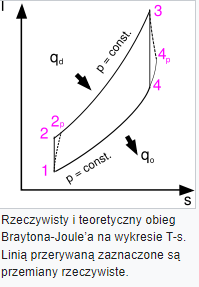 3
q_d
p = const.
4_p
2_p
2
4
1
p = const.
q_o
s
Rzeczywisty i teoretyczny obieg
Braytona-Joule’a na wykresie T-s.
Linią przerywaną zaznaczone są
przemiany rzeczywiste.